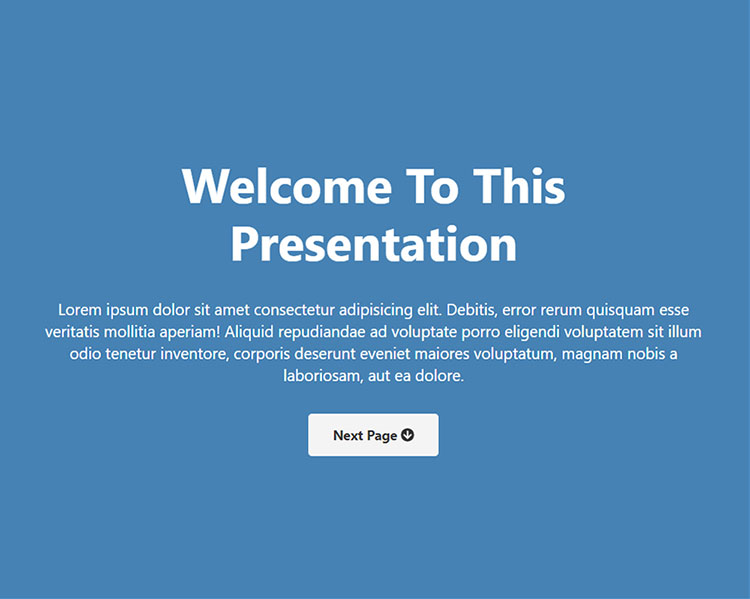 Welcome To This
Presentation
Lorem ipsum dolor sit amet consectetur adipisicing elit. Debitis, error rerum quisquam esse
veritatis mollitia aperiam! Aliquid repudiandae ad voluptate porro eligendi voluptatem sit illum
odio tenetur inventore, corporis deserunt eveniet maiores voluptatum, magnam nobis a
laboriosam, aut ea dolore.
Next Page